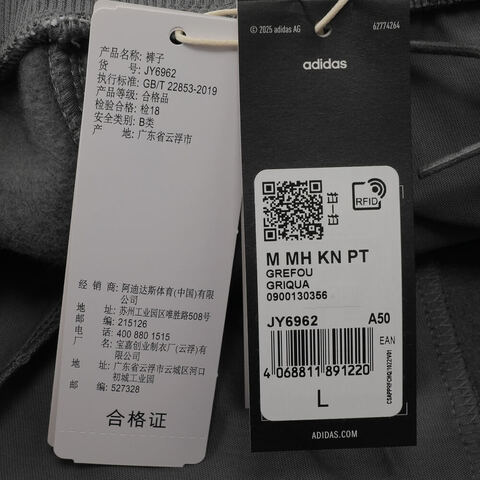 产品名称: 裤子
货 号: JY6962
执行标准: GB/T 22853-2019
产品等级: 合格品
检验合格: 检18
安全类别: B类
产 地: 广东省云浮市
经 销 商: 阿迪达斯体育(中国)有限公司
地 址: 苏州工业园区唯胜路508号
邮 编: 215126
电 话: 400 880 1515
厂 名: 宝嘉创业制衣厂(云浮)有限公司
地 址: 广东省云浮市云城区河口初城工业园
邮 编: 527328
合格证
© 2025 adidas AG
62774264
adidas
RFID
M MH KN PT
GREFOU
GRIQUA
0900130356
JY6962 A50
EAN
4 068811 891220
L
ADIDAS.COM